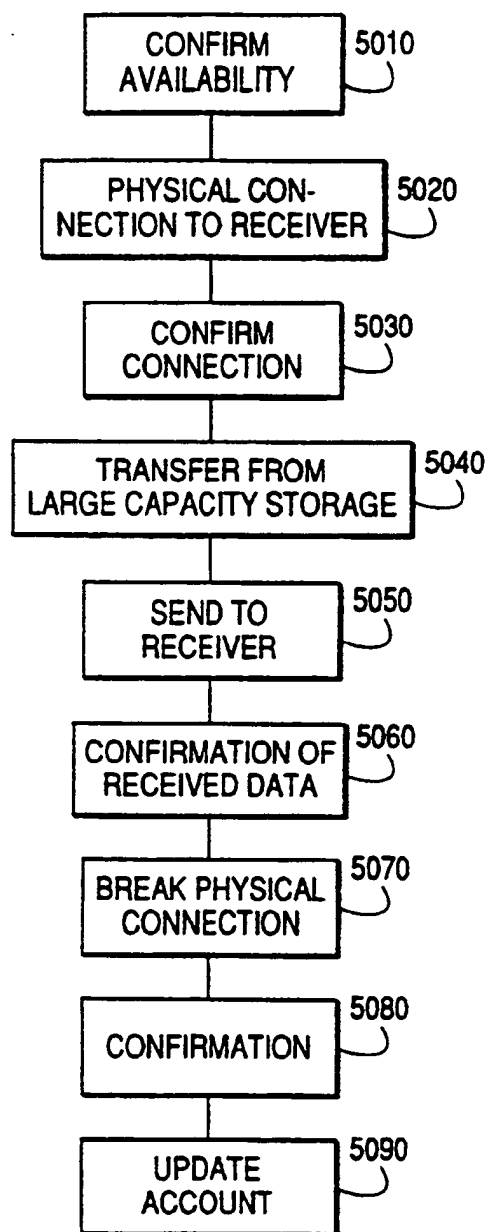 CONFIRM
AVAILABILITY
5010
PHYSICAL CON-
NECTION TO RECEIVER
5020
CONFIRM
CONNECTION
5030
TRANSFER FROM
LARGE CAPACITY STORAGE
5040
SEND TO
RECEIVER
5050
CONFIRMATION OF
RECEIVED DATA
5060
BREAK PHYSICAL
CONNECTION
5070
CONFIRMATION
5080
UPDATE
ACCOUNT
5090